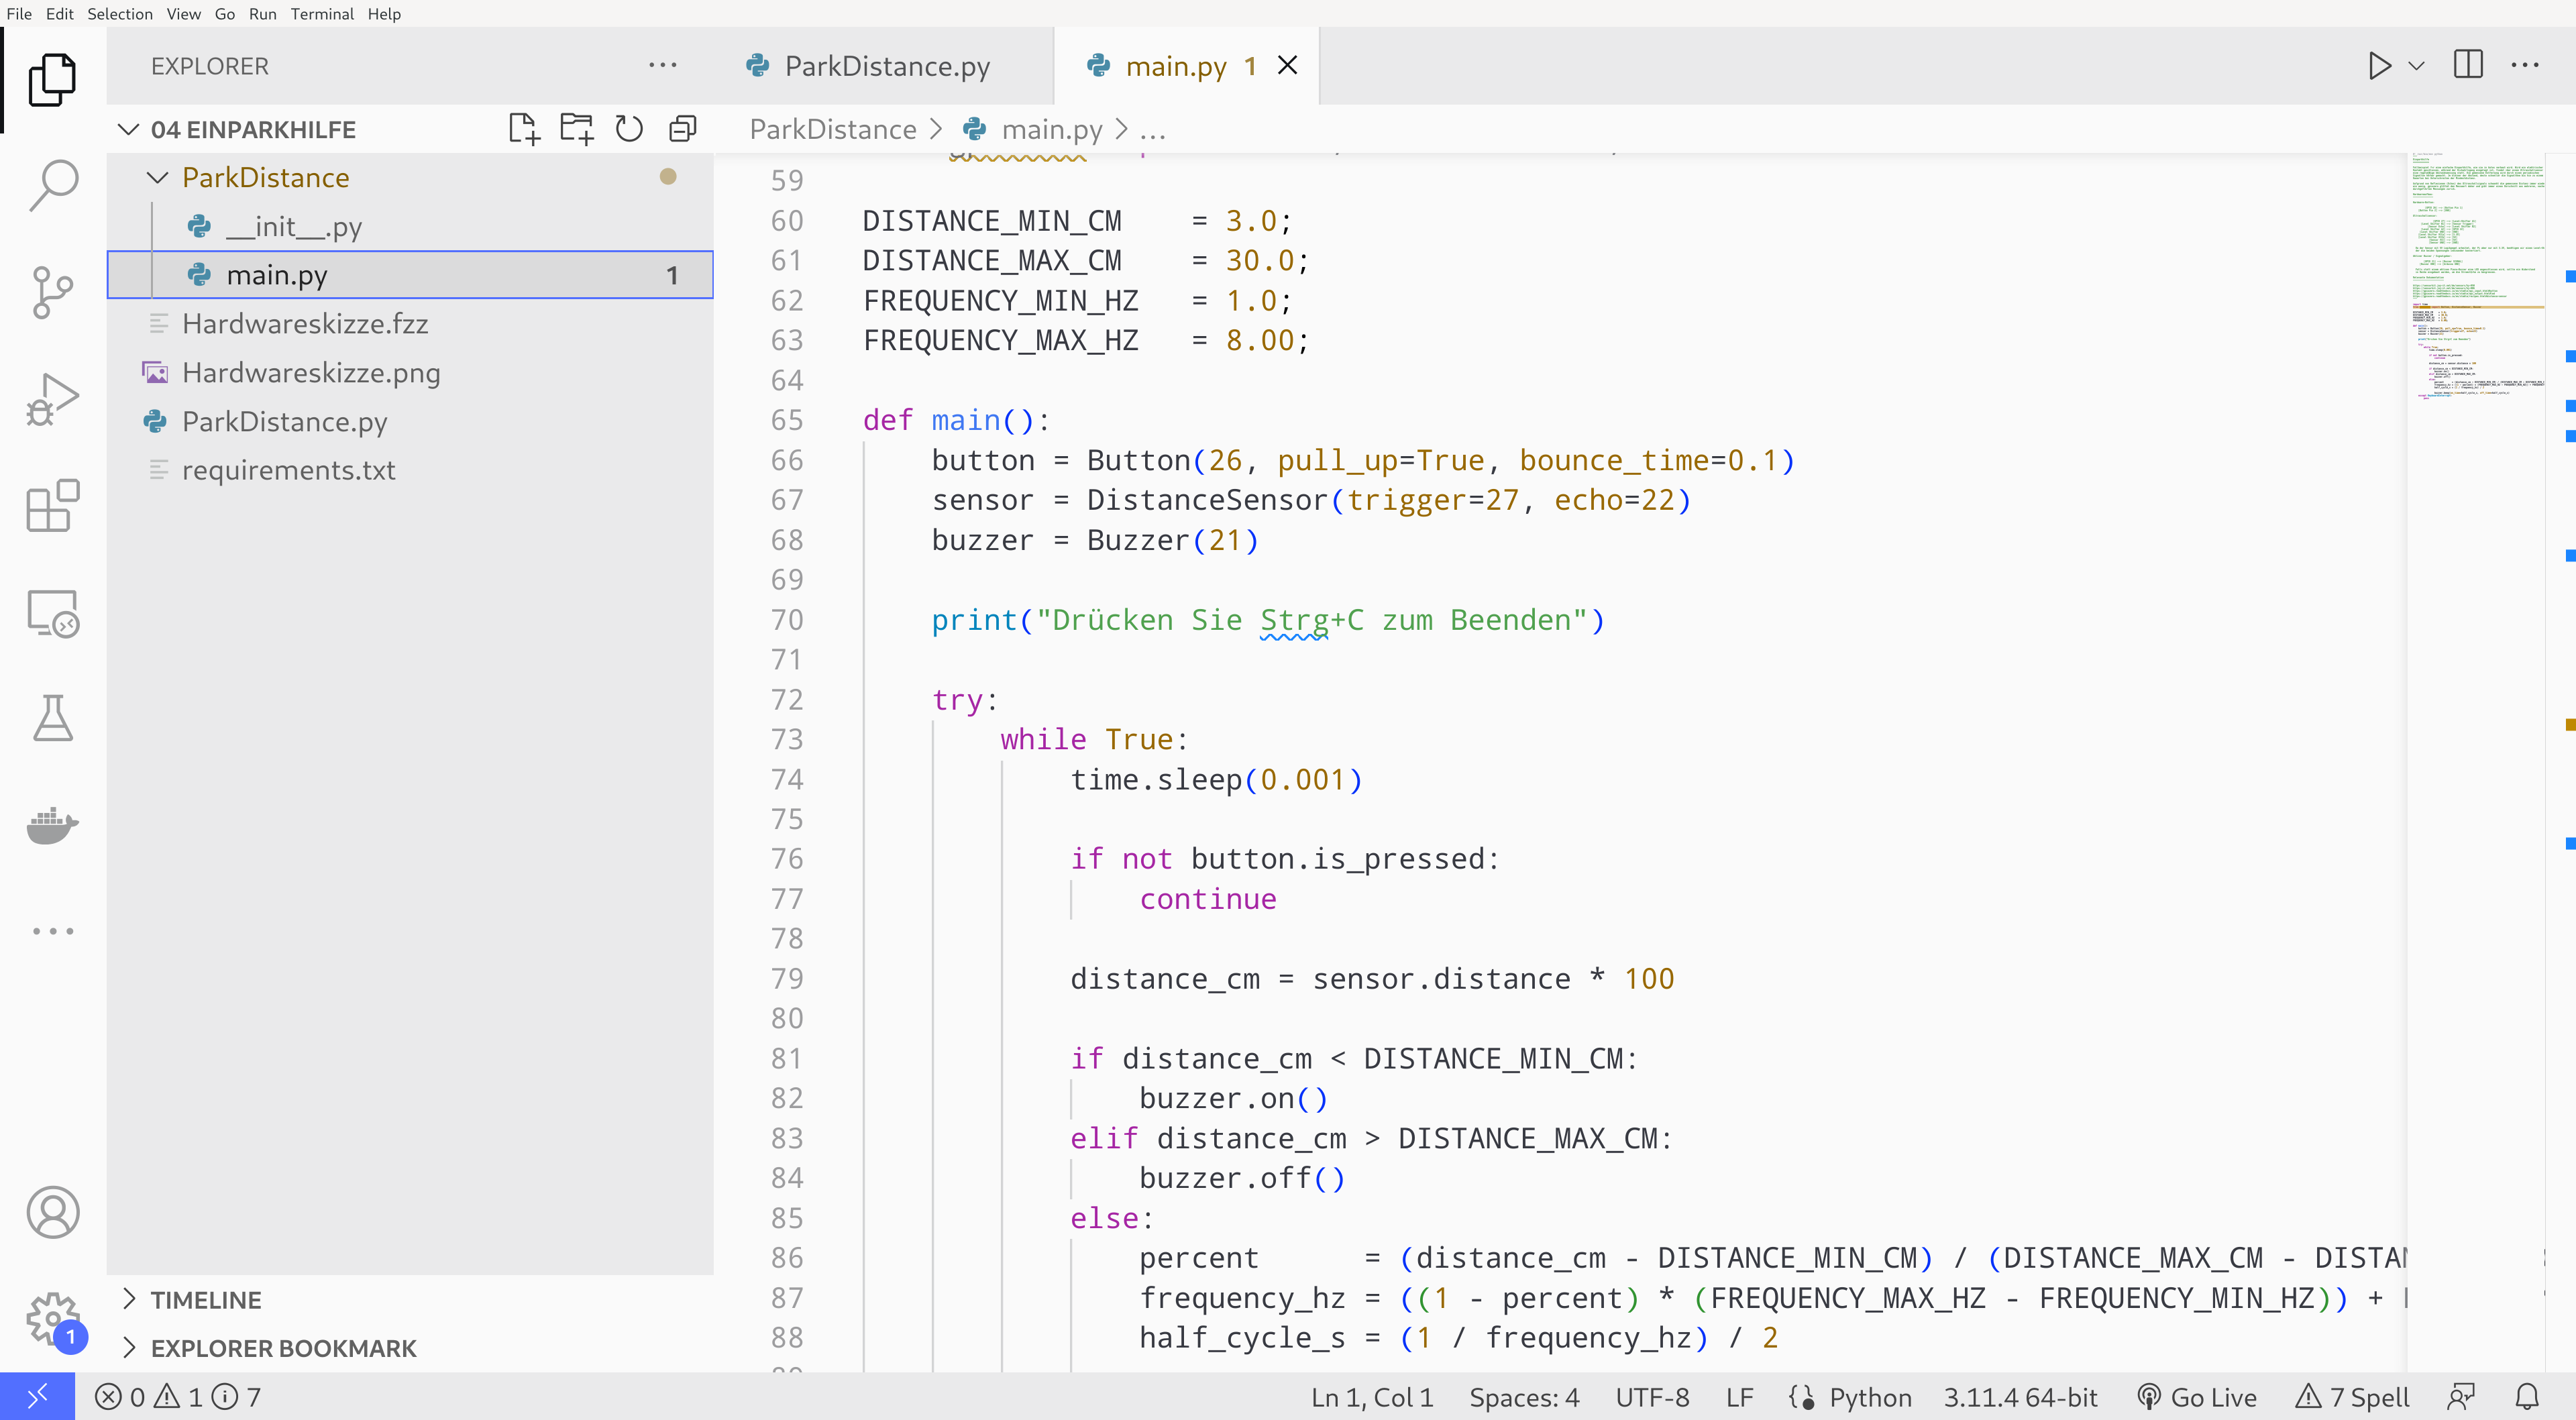 File Edit Selection View Go Run Terminal Help
EXPLORER
ParkDistance.py
main.py 1
04 EINPARKHILFE
ParkDistance
__init__.py
main.py 1
Hardwareskizze.fzz
Hardwareskizze.png
ParkDistance.py
requirements.txt
TIMELINE
EXPLORER BOOKMARK
ParkDistance > main.py > ...
59
60 DISTANCE_MIN_CM    = 3.0;
61 DISTANCE_MAX_CM    = 30.0;
62 FREQUENCY_MIN_HZ   = 1.0;
63 FREQUENCY_MAX_HZ   = 8.00;
64
65 def main():
66     button = Button(26, pull_up=True, bounce_time=0.1)
67     sensor = DistanceSensor(trigger=27, echo=22)
68     buzzer = Buzzer(21)
69
70     print("Drücken Sie Strg+C zum Beenden")
71
72     try:
73         while True:
74             time.sleep(0.001)
75
76             if not button.is_pressed:
77                 continue
78
79             distance_cm = sensor.distance * 100
80
81             if distance_cm < DISTANCE_MIN_CM:
82                 buzzer.on()
83             elif distance_cm > DISTANCE_MAX_CM:
84                 buzzer.off()
85             else:
86                 percent      = (distance_cm - DISTANCE_MIN_CM) / (DISTANCE_MAX_CM - DISTAN
87                 frequency_hz = ((1 - percent) * (FREQUENCY_MAX_HZ - FREQUENCY_MIN_HZ)) +
88                 half_cycle_s = (1 / frequency_hz) / 2
1
0 1 7
Ln 1, Col 1 Spaces: 4 UTF-8 LF Python 3.11.4 64-bit Go Live 7 Spell